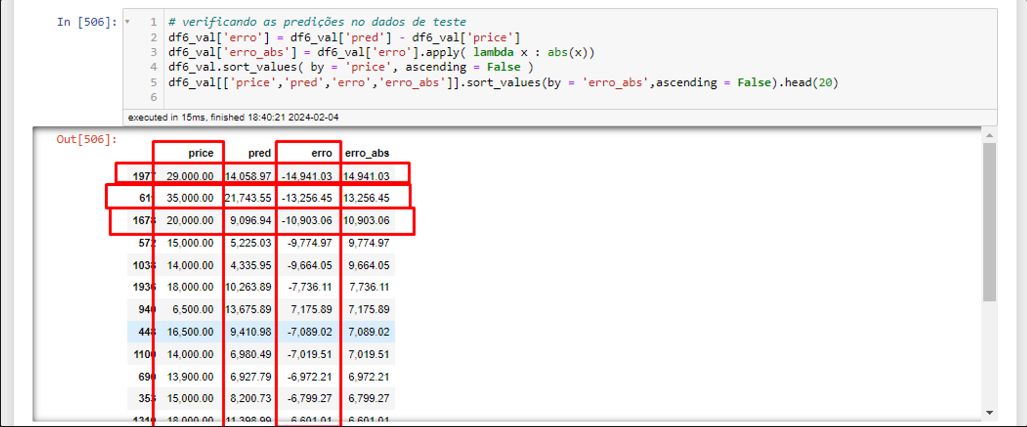 In [506]:
1 # verificando as predições no dados de teste
2 df6_val['erro'] = df6_val['pred'] - df6_val['price']
3 df6_val['erro_abs'] = df6_val['erro'].apply( lambda x : abs(x))
4 df6_val.sort_values( by = 'price', ascending = False )
5 df6_val[['price','pred','erro','erro_abs']].sort_values(by = 'erro_abs',ascending = False).head(20)
6
executed in 15ms, finished 18:40:21 2024-02-04
Out[506]:
price pred erro erro_abs
1977 29,000.00 14,058.97 -14,941.03 14,941.03
619 35,000.00 21,743.55 -13,256.45 13,256.45
1678 20,000.00 9,096.94 -10,903.06 10,903.06
572 15,000.00 5,225.03 -9,774.97 9,774.97
1038 14,000.00 4,335.95 -9,664.05 9,664.05
1936 18,000.00 10,263.89 -7,736.11 7,736.11
940 6,500.00 13,675.89 7,175.89 7,175.89
448 16,500.00 9,410.98 -7,089.02 7,089.02
1100 14,000.00 6,980.49 -7,019.51 7,019.51
690 13,900.00 6,927.79 -6,972.21 6,972.21
353 15,000.00 8,200.73 -6,799.27 6,799.27
18,000.00 11,398.99 -6,601.01 6,601.01